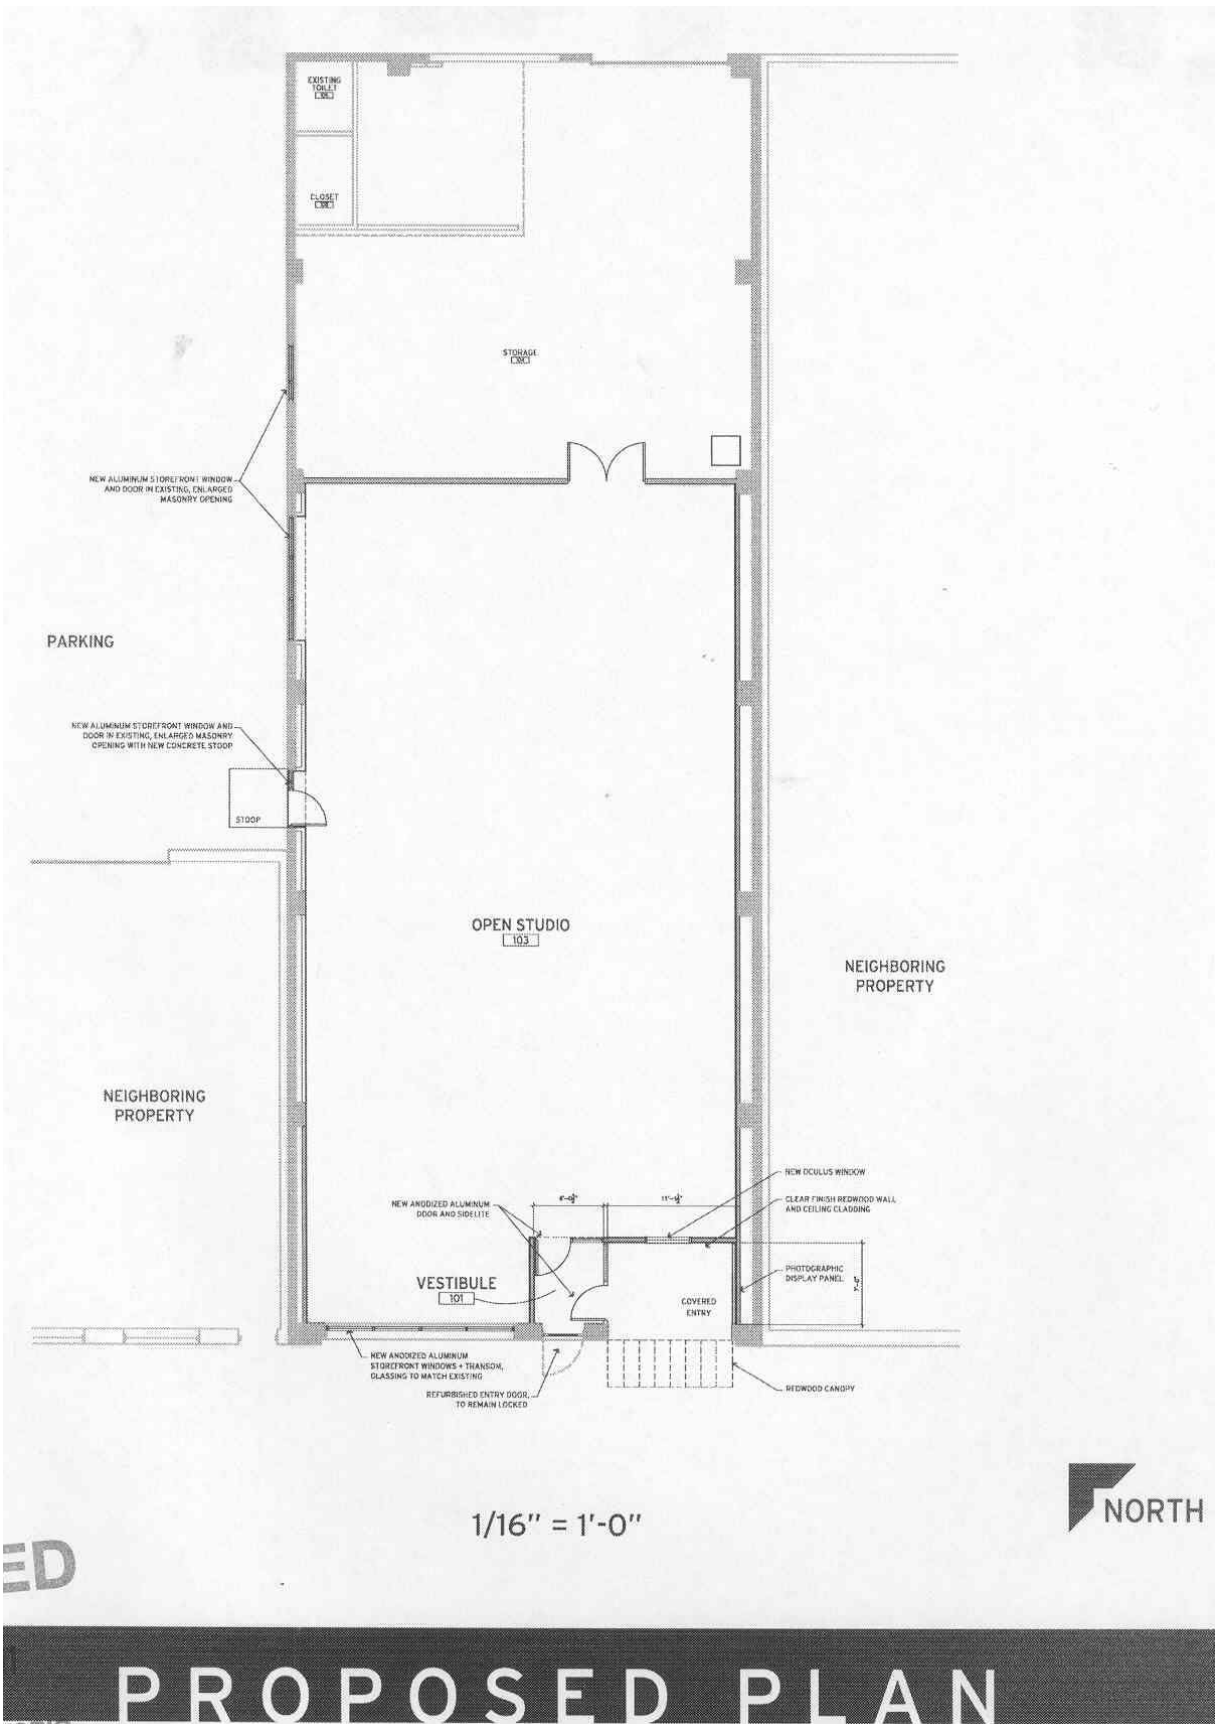 EXISTING
TOILET
CLOSET
STORAGE
104
NEW ALUMINUM STOREFRONT WINDOW
AND DOOR IN EXISTING, ENLARGED
MASONRY OPENING
PARKING
NEW ALUMINUM STOREFRONT WINDOW AND
DOOR IN EXISTING, ENLARGED MASONRY
OPENING WITH NEW CONCRETE STOOP
STOOP
OPEN STUDIO
103
NEIGHBORING
PROPERTY
NEIGHBORING
PROPERTY
NEW OCULUS WINDOW
CLEAR FINISH REDWOOD WALL
AND CEILING CLADDING
NEW ANODIZED ALUMINUM
DOOR AND SIDELITE
PHOTOGRAPHIC
DISPLAY PANEL
VESTIBULE
101
COVERED
ENTRY
NEW ANODIZED ALUMINUM
STOREFRONT WINDOWS + TRANSOM,
GLASSING TO MATCH EXISTING
REFURBISHED ENTRY DOOR,
TO REMAIN LOCKED
REDWOOD CANOPY
1/16" = 1'-0"
NORTH
ED
PROPOSED PLAN